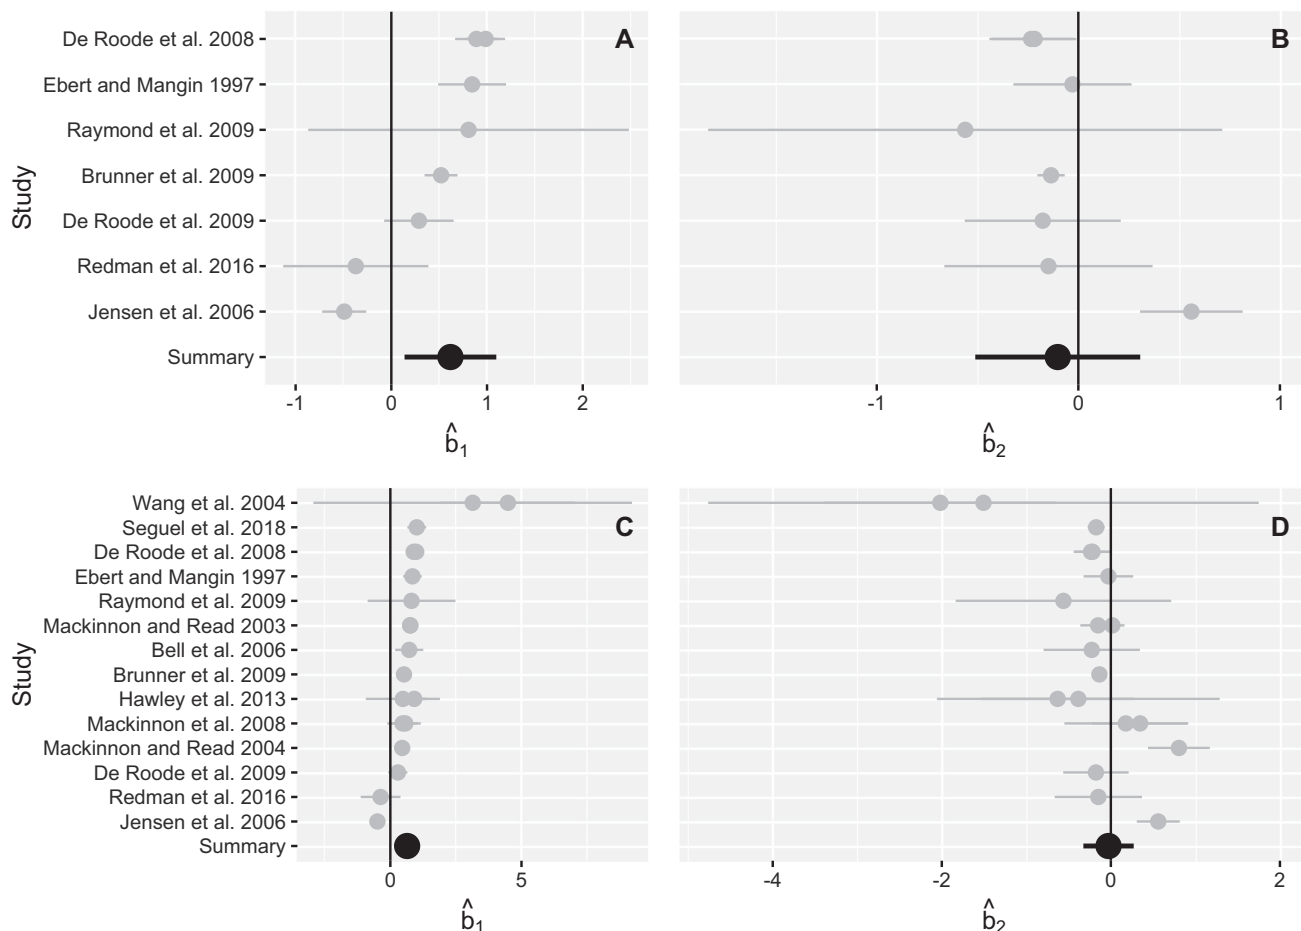 De Roode et al. 2008
Ebert and Mangin 1997
Raymond et al. 2009
Brunner et al. 2009
De Roode et al. 2009
Redman et al. 2016
Jensen et al. 2006
Summary
Study
A
-1 0 1 2
b̂1
B
-1 0 1
b̂2
Wang et al. 2004
Seguel et al. 2018
De Roode et al. 2008
Ebert and Mangin 1997
Raymond et al. 2009
Mackinnon and Read 2003
Bell et al. 2006
Brunner et al. 2009
Hawley et al. 2013
Mackinnon et al. 2008
Mackinnon and Read 2004
De Roode et al. 2009
Redman et al. 2016
Jensen et al. 2006
Summary
Study
C
0 5
b̂1
D
-4 -2 0 2
b̂2